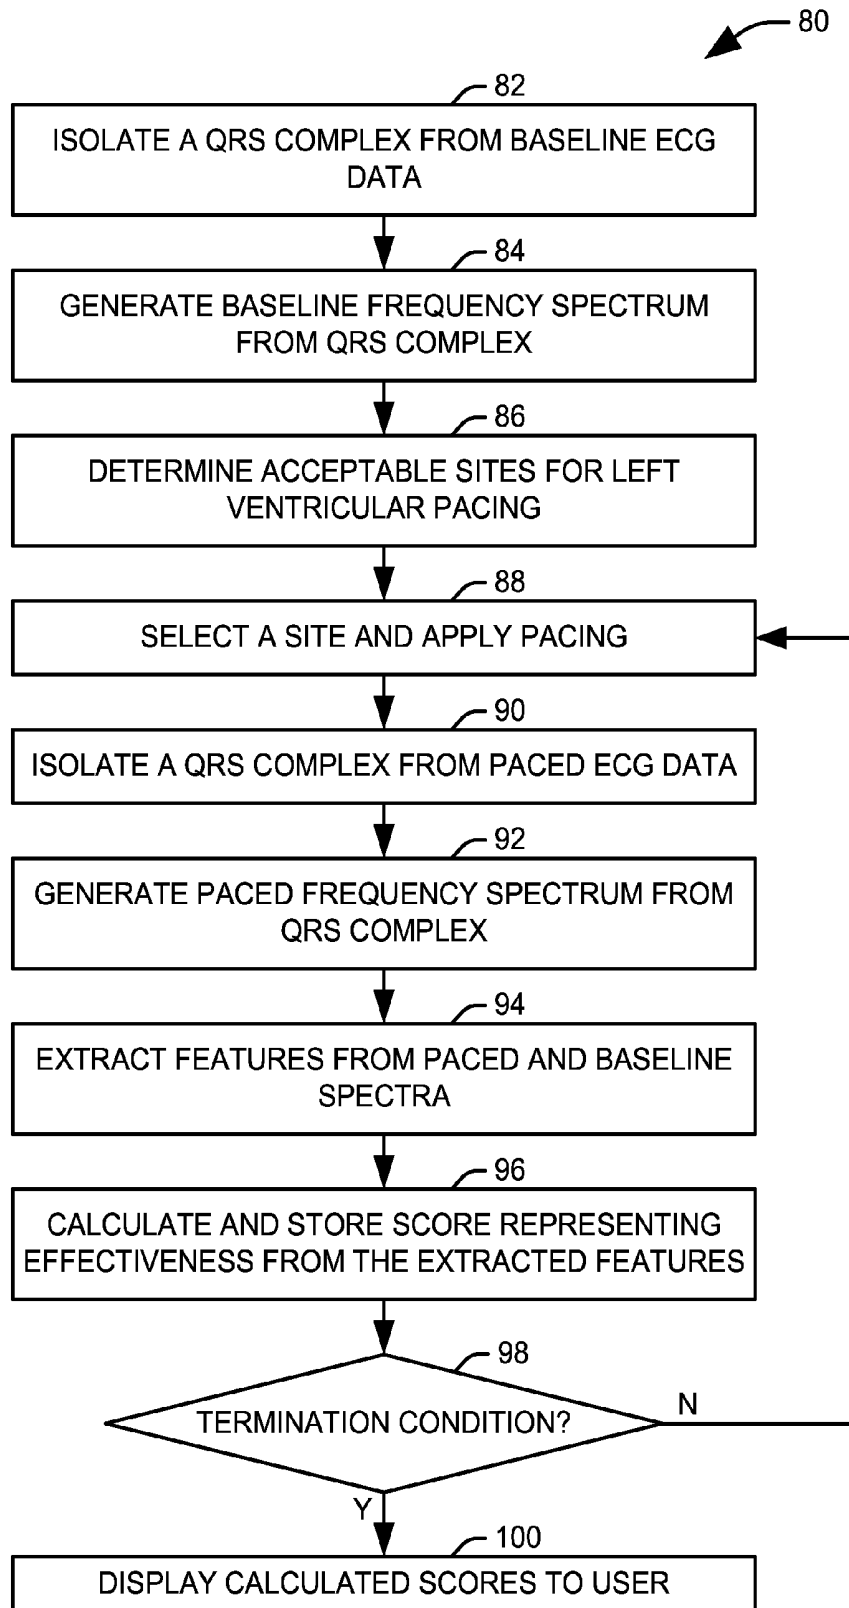 80
82
ISOLATE A QRS COMPLEX FROM BASELINE ECG
DATA
84
GENERATE BASELINE FREQUENCY SPECTRUM
FROM QRS COMPLEX
86
DETERMINE ACCEPTABLE SITES FOR LEFT
VENTRICULAR PACING
88
SELECT A SITE AND APPLY PACING
90
ISOLATE A QRS COMPLEX FROM PACED ECG DATA
92
GENERATE PACED FREQUENCY SPECTRUM FROM
QRS COMPLEX
94
EXTRACT FEATURES FROM PACED AND BASELINE
SPECTRA
96
CALCULATE AND STORE SCORE REPRESENTING
EFFECTIVENESS FROM THE EXTRACTED FEATURES
98
TERMINATION CONDITION?
N
Y
100
DISPLAY CALCULATED SCORES TO USER